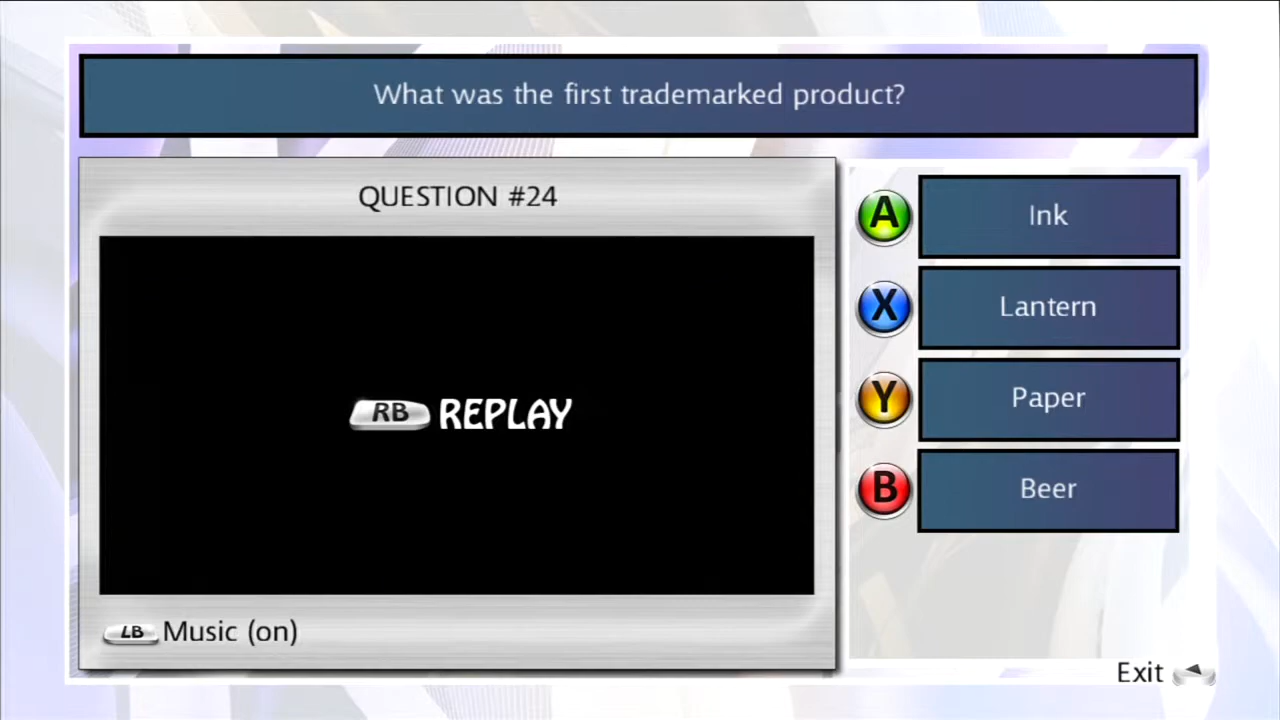 What was the first trademarked product?
QUESTION #24
RB REPLAY
LB Music (on)
A Ink
X Lantern
Y Paper
B Beer
Exit